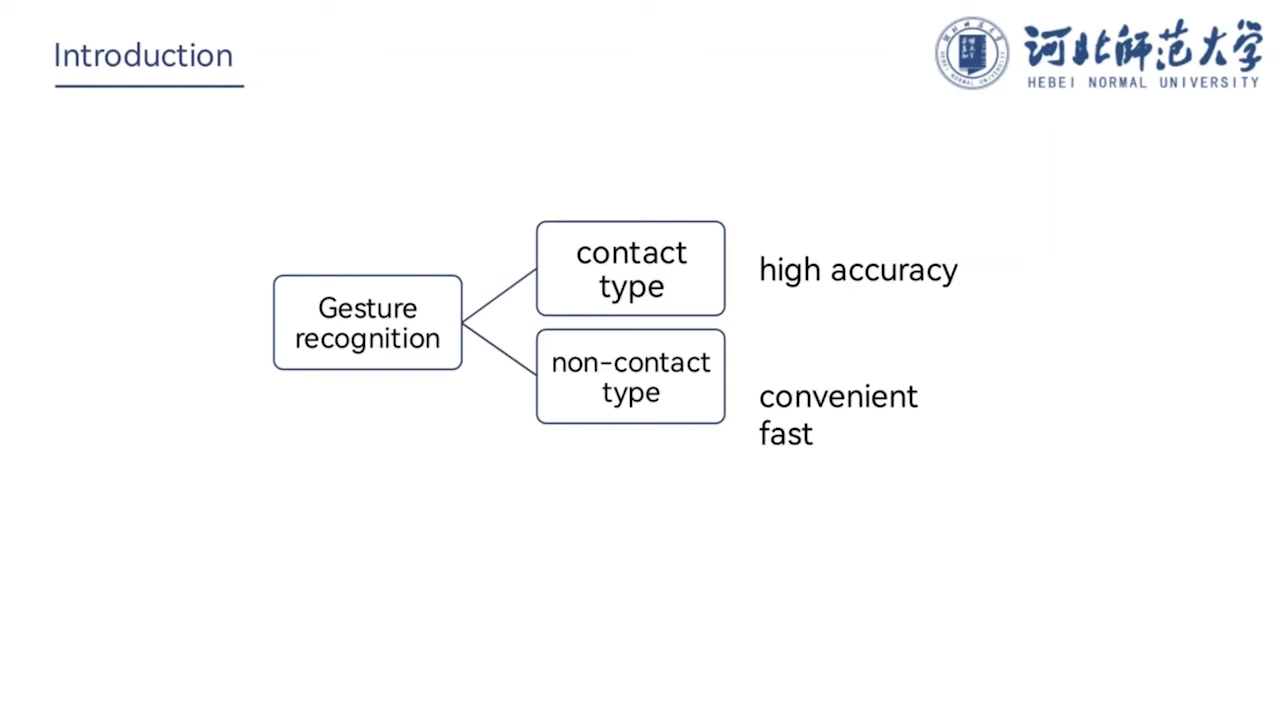 Introduction
河北师范大学
HEBEI NORMAL UNIVERSITY
Gesture
recognition
contact
type
high accuracy
non-contact
type
convenient
fast